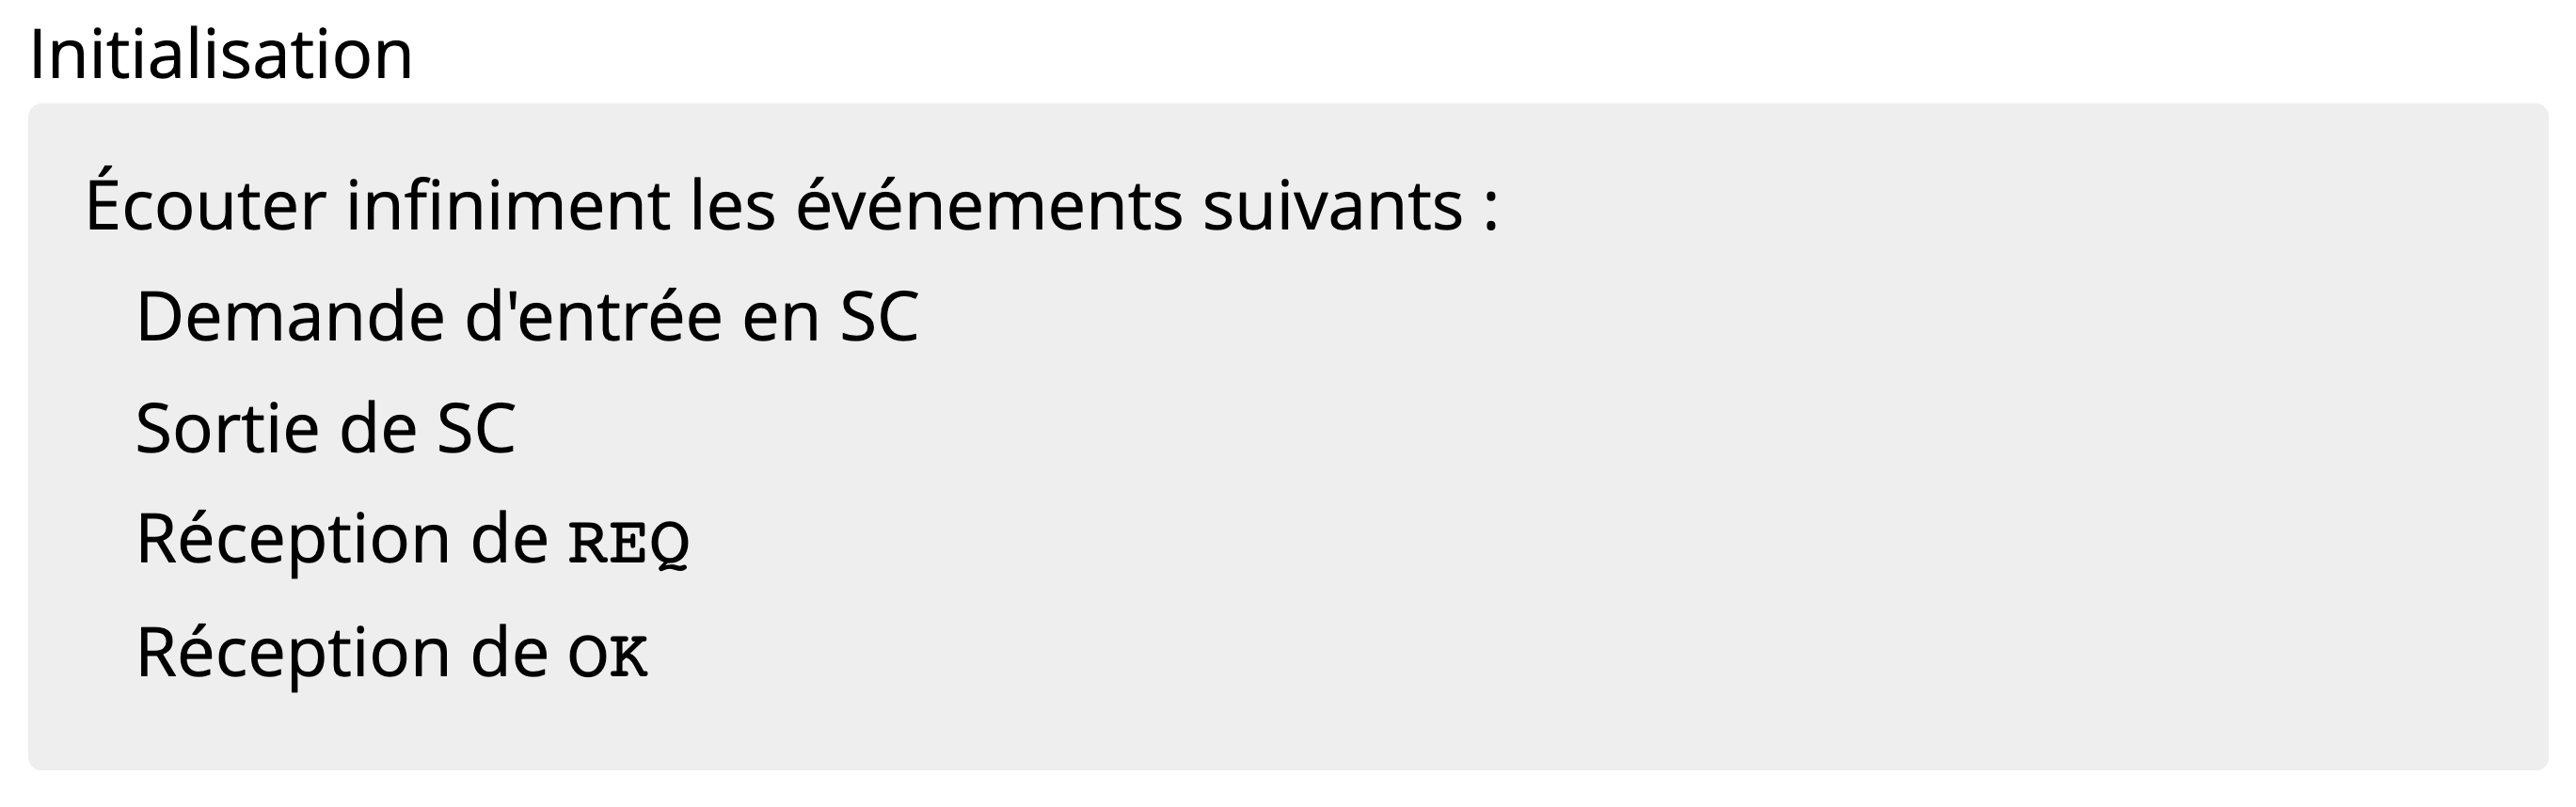 Initialisation
Écouter infiniment les événements suivants :
Demande d'entrée en SC
Sortie de SC
Réception de REQ
Réception de OK